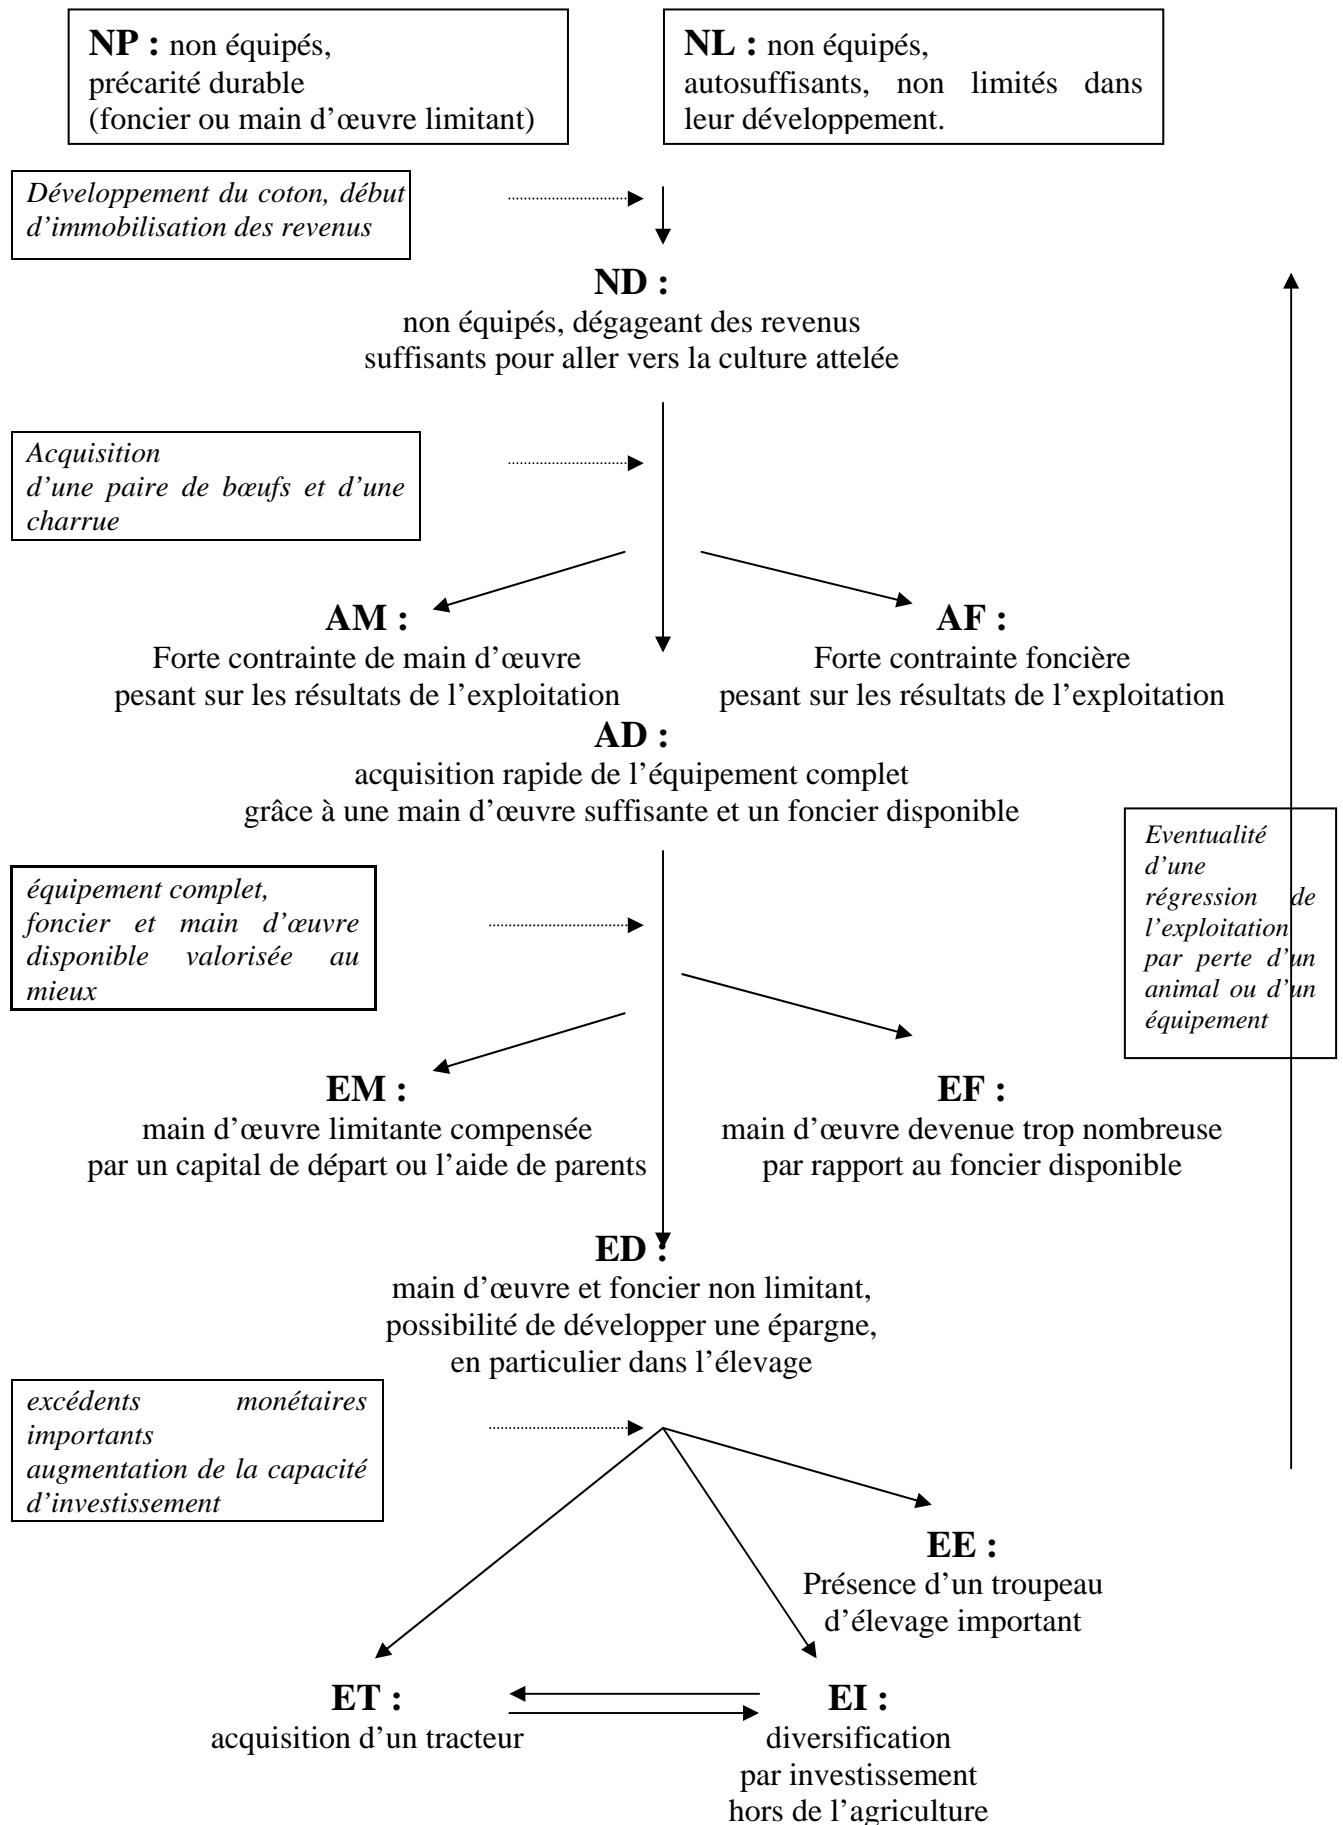 NP : non équipés,
précarité durable
(foncier ou main d’œuvre limitant)
NL : non équipés,
autosuffisants, non limités dans
leur développement.
Développement du coton, début
d’immobilisation des revenus
ND :
non équipés, dégageant des revenus
suffisants pour aller vers la culture attelée
Acquisition
d’une paire de bœufs et d’une
charrue
AM :
Forte contrainte de main d’œuvre
pesant sur les résultats de l’exploitation
AF :
Forte contrainte foncière
pesant sur les résultats de l’exploitation
AD :
acquisition rapide de l’équipement complet
grâce à une main d’œuvre suffisante et un foncier disponible
Eventualité
d’une
régression de
l’exploitation
par perte d’un
animal ou d’un
équipement
équipement complet,
foncier et main d’œuvre
disponible valorisée au
mieux
EM :
main d’œuvre limitante compensée
par un capital de départ ou l’aide de parents
EF :
main d’œuvre devenue trop nombreuse
par rapport au foncier disponible
ED :
main d’œuvre et foncier non limitant,
possibilité de développer une épargne,
en particulier dans l’élevage
excédents monétaires
importants
augmentation de la capacité
d’investissement
EE :
Présence d’un troupeau
d’élevage important
ET :
acquisition d’un tracteur
EI :
diversification
par investissement
hors de l’agriculture